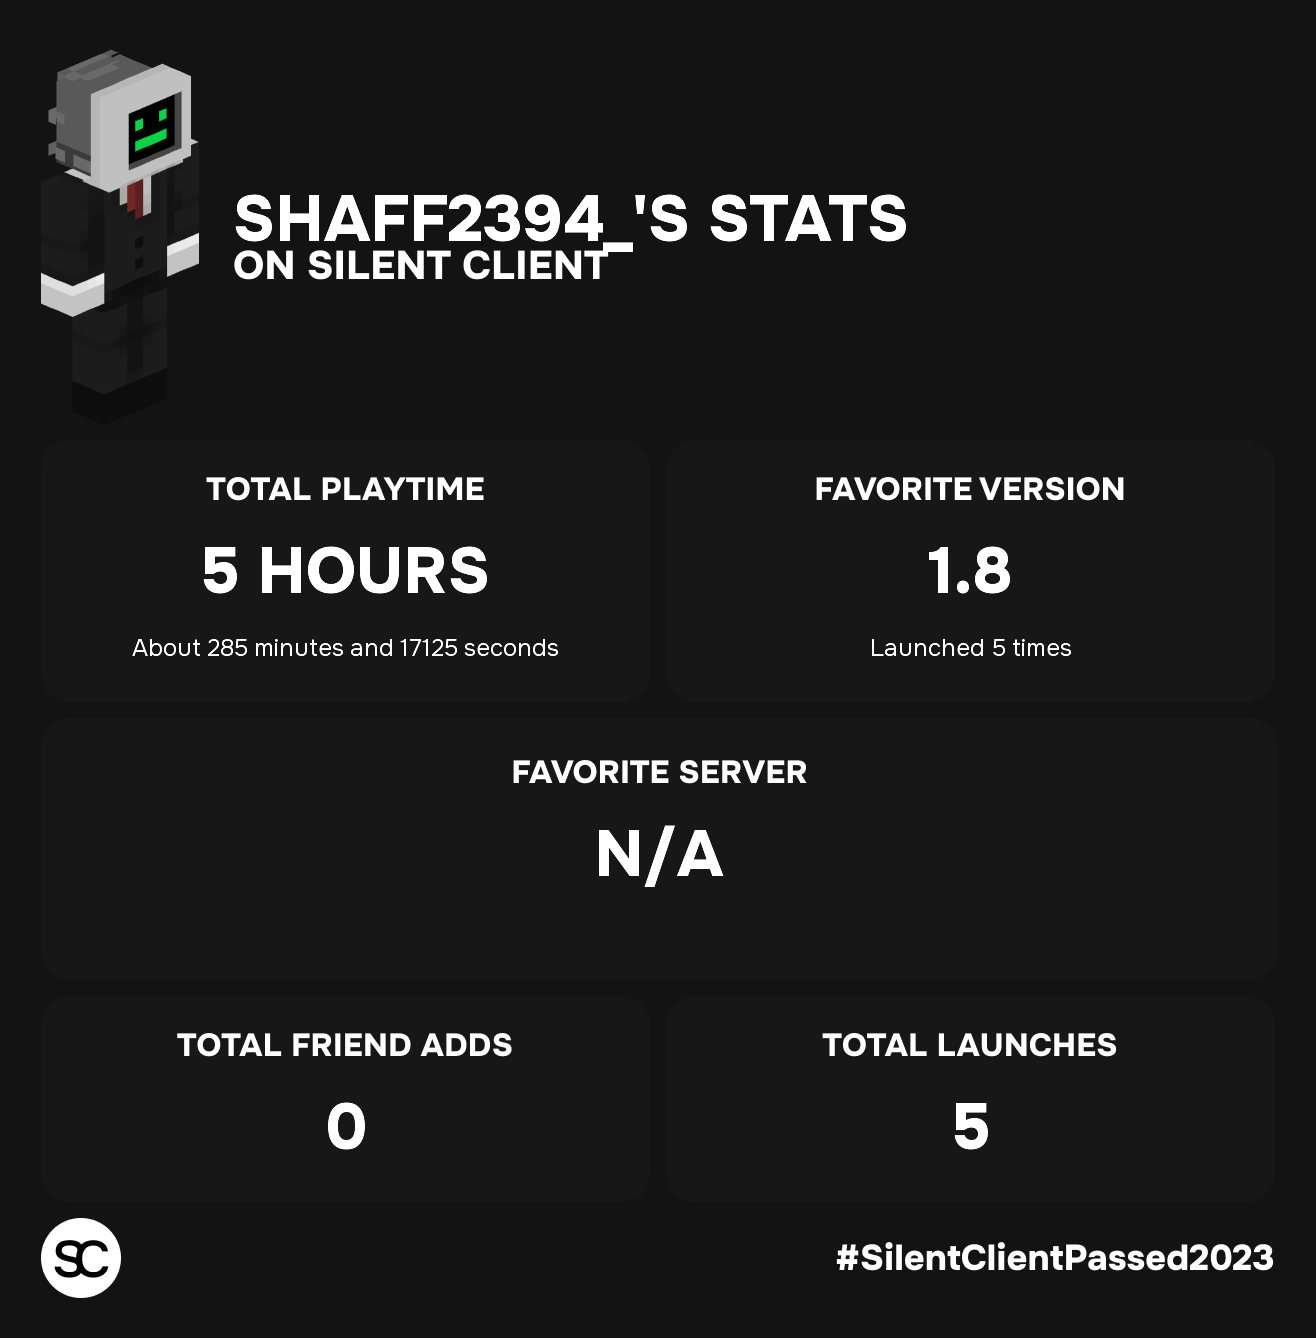 SHAFF2394_'S STATS
ON SILENT CLIENT
TOTAL PLAYTIME
5 HOURS
About 285 minutes and 17125 seconds
FAVORITE VERSION
1.8
Launched 5 times
FAVORITE SERVER
N/A
TOTAL FRIEND ADDS
0
TOTAL LAUNCHES
5
SC
#SilentClientPassed2023